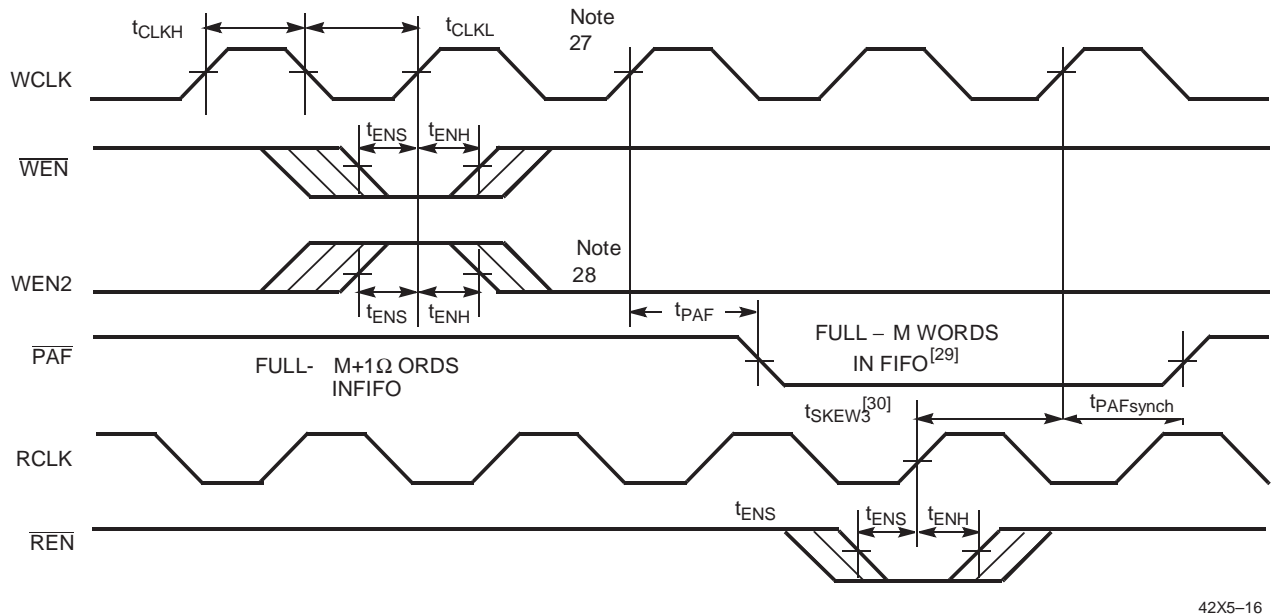 Note
27
tCLKH
tCLKL
WCLK
tENS tENH
WEN
Note
28
WEN2
tENS tENH
tPAF
PAF
FULL – M WORDS
IN FIFO[29]
FULL- M+1Ω ORDS
INFIFO
tSKEW3[30]
tPAFsynch
RCLK
tENS
tENS tENH
REN
42X5–16